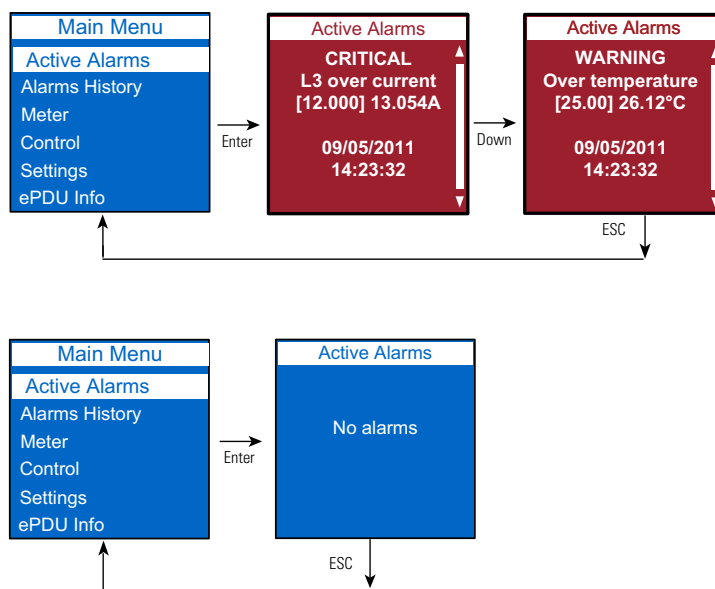 Main Menu
Active Alarms
Alarms History
Meter
Control
Settings
ePDU Info
Enter
Active Alarms
CRITICAL
L3 over current
[12.000] 13.054A
09/05/2011
14:23:32
Down
Active Alarms
WARNING
Over temperature
[25.00] 26.12°C
09/05/2011
14:23:32
ESC
Main Menu
Active Alarms
Alarms History
Meter
Control
Settings
ePDU Info
Enter
Active Alarms
No alarms
ESC